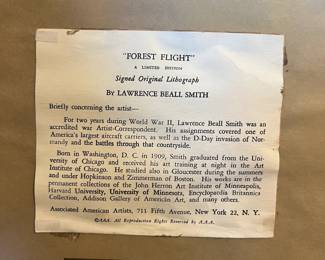 "FOREST FLIGHT"
A LIMITED EDITION
Signed Original Lithograph
BY LAWRENCE BEALL SMITH
Briefly concerning the artist—
For two years during World War II, Lawrence Beall Smith was an
accredited war Artist-Correspondent. His assignments covered one of
America's largest aircraft carriers, as well as the D-Day invasion of Nor-
mandy and the battles through that countryside.
Born in Washington, D. C. in 1909, Smith graduated from the Uni-
versity of Chicago and received his art training at night in the Art
Institute of Chicago. He studied also in Gloucester during the summers
and under Hopkinson and Zimmerman of Boston. His works are in the
permanent collections of the John Herron Art Institute of Minneapolis,
Harvard University, University of Minnesota, Encyclopaedia Britannica
Collection, Addison Gallery of American Art, and many others.
Associated American Artists, 711 Fifth Avenue, New York 22, N. Y.
©AAA. All Reproduction Rights Reserved by A.A.A.